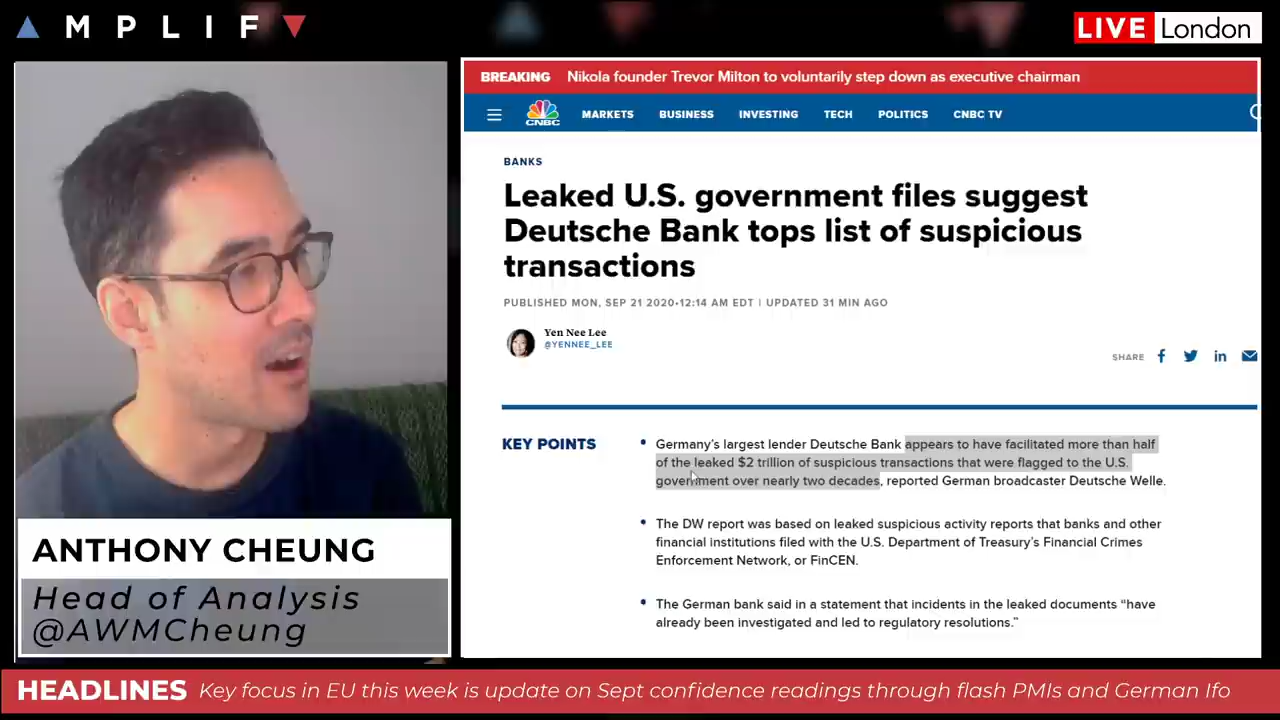 AMPLIFY
LIVE London
BREAKING Nikola founder Trevor Milton to voluntarily step down as executive chairman
CNBC
MARKETS BUSINESS INVESTING TECH POLITICS CNBC TV
BANKS
Leaked U.S. government files suggest
Deutsche Bank tops list of suspicious
transactions
PUBLISHED MON, SEP 21 2020•12:14 AM EDT | UPDATED 31 MIN AGO
Yen Nee Lee
@YENNEE_LEE
SHARE f in
KEY POINTS
• Germany's largest lender Deutsche Bank appears to have facilitated more than half
of the leaked $2 trillion of suspicious transactions that were flagged to the U.S.
government over nearly two decades, reported German broadcaster Deutsche Welle.
• The DW report was based on leaked suspicious activity reports that banks and other
financial institutions filed with the U.S. Department of Treasury's Financial Crimes
Enforcement Network, or FinCEN.
• The German bank said in a statement that incidents in the leaked documents “have
already been investigated and led to regulatory resolutions.”
ANTHONY CHEUNG
Head of Analysis
@AWMCheung
HEADLINES Key focus in EU this week is update on Sept confidence readings through flash PMIs and German Ifo